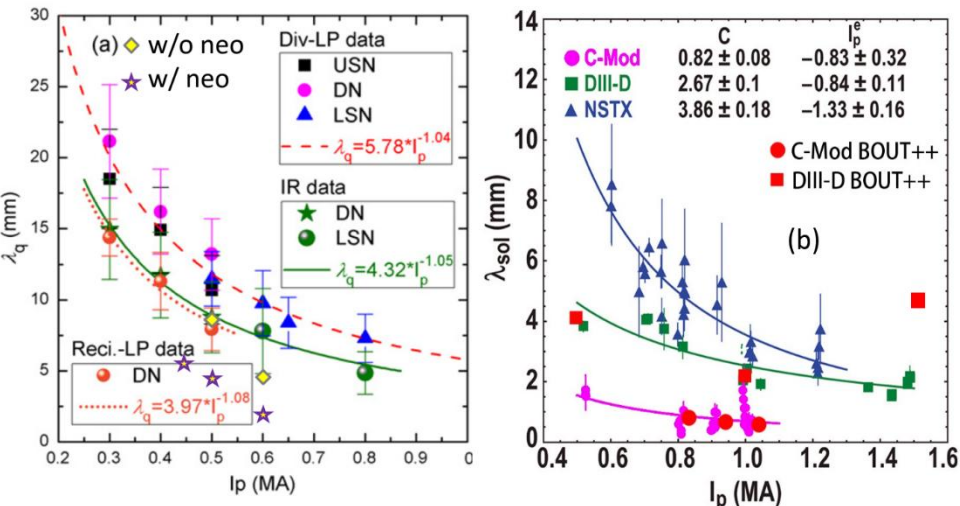 (a)
w/o neo
w/ neo
Div-LP data
USN
DN
LSN
λq=5.78*Ip^-1.04
IR data
DN
LSN
λq=4.32*Ip^-1.05
Reci.-LP data
DN
λq=3.97*Ip^-1.08
λq (mm)
30
25
20
15
10
5
0
0.2 0.3 0.4 0.5 0.6 0.7 0.8 0.9 0
Ip (MA)
C Ip^e
C-Mod 0.82 ± 0.08 −0.83 ± 0.32
DIII-D 2.67 ± 0.1 −0.84 ± 0.11
NSTX 3.86 ± 0.18 −1.33 ± 0.16
C-Mod BOUT++
DIII-D BOUT++
(b)
λsol (mm)
14
12
10
8
6
4
2
0
0.4 0.6 0.8 1.0 1.2 1.4 1.6
Ip (MA)